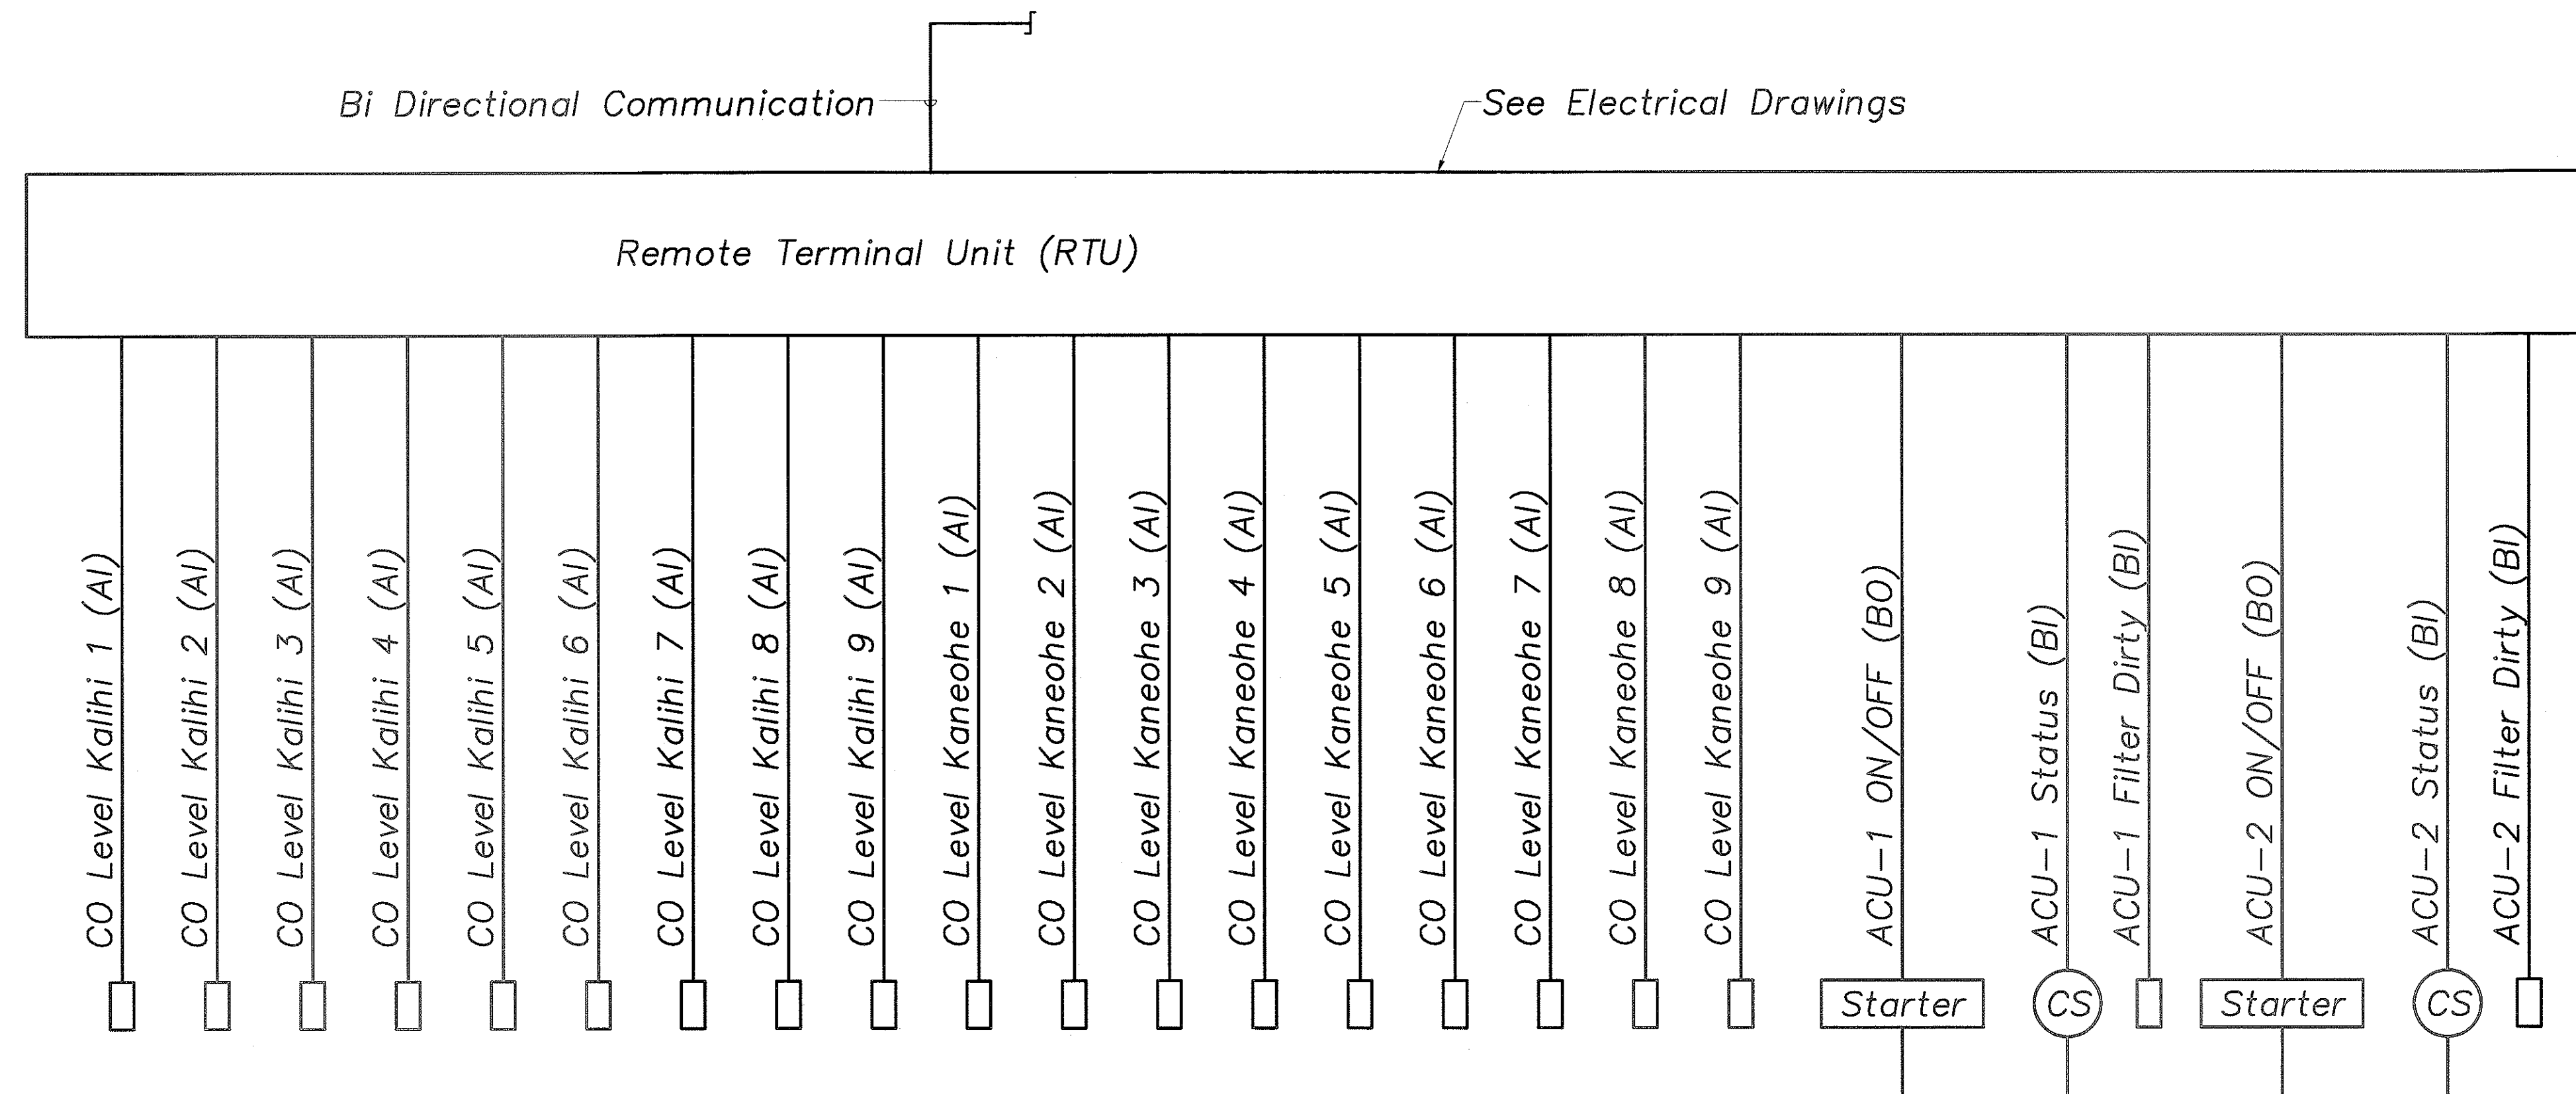 Bi Directional Communication
See Electrical Drawings
Remote Terminal Unit (RTU)
CO Level Kalihi 1 (AI)
CO Level Kalihi 2 (AI)
CO Level Kalihi 3 (AI)
CO Level Kalihi 4 (AI)
CO Level Kalihi 5 (AI)
CO Level Kalihi 6 (AI)
CO Level Kalihi 7 (AI)
CO Level Kalihi 8 (AI)
CO Level Kalihi 9 (AI)
CO Level Kaneohe 1 (AI)
CO Level Kaneohe 2 (AI)
CO Level Kaneohe 3 (AI)
CO Level Kaneohe 4 (AI)
CO Level Kaneohe 5 (AI)
CO Level Kaneohe 6 (AI)
CO Level Kaneohe 7 (AI)
CO Level Kaneohe 8 (AI)
CO Level Kaneohe 9 (AI)
ACU-1 ON/OFF (BO)
ACU-1 Status (BI)
ACU-1 Filter Dirty (BI)
ACU-2 ON/OFF (BO)
ACU-2 Status (BI)
ACU-2 Filter Dirty (BI)
Starter
CS
Starter
CS